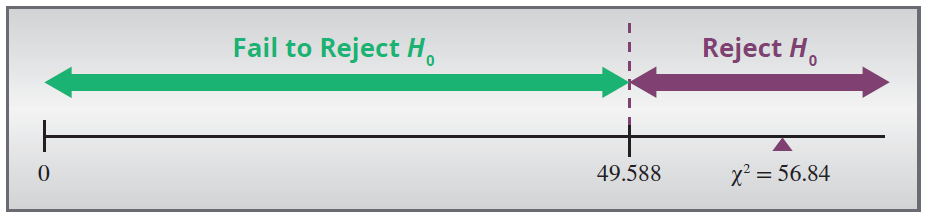 Fail to Reject H₀ Reject H₀
0 49.588 χ² = 56.84